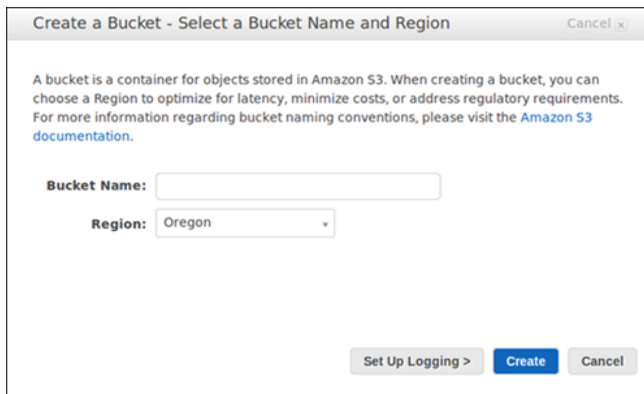 Create a Bucket - Select a Bucket Name and Region Cancel x
A bucket is a container for objects stored in Amazon S3. When creating a bucket, you can
choose a Region to optimize for latency, minimize costs, or address regulatory requirements.
For more information regarding bucket naming conventions, please visit the Amazon S3
documentation.
Bucket Name:
Region: Oregon
Set Up Logging > Create Cancel